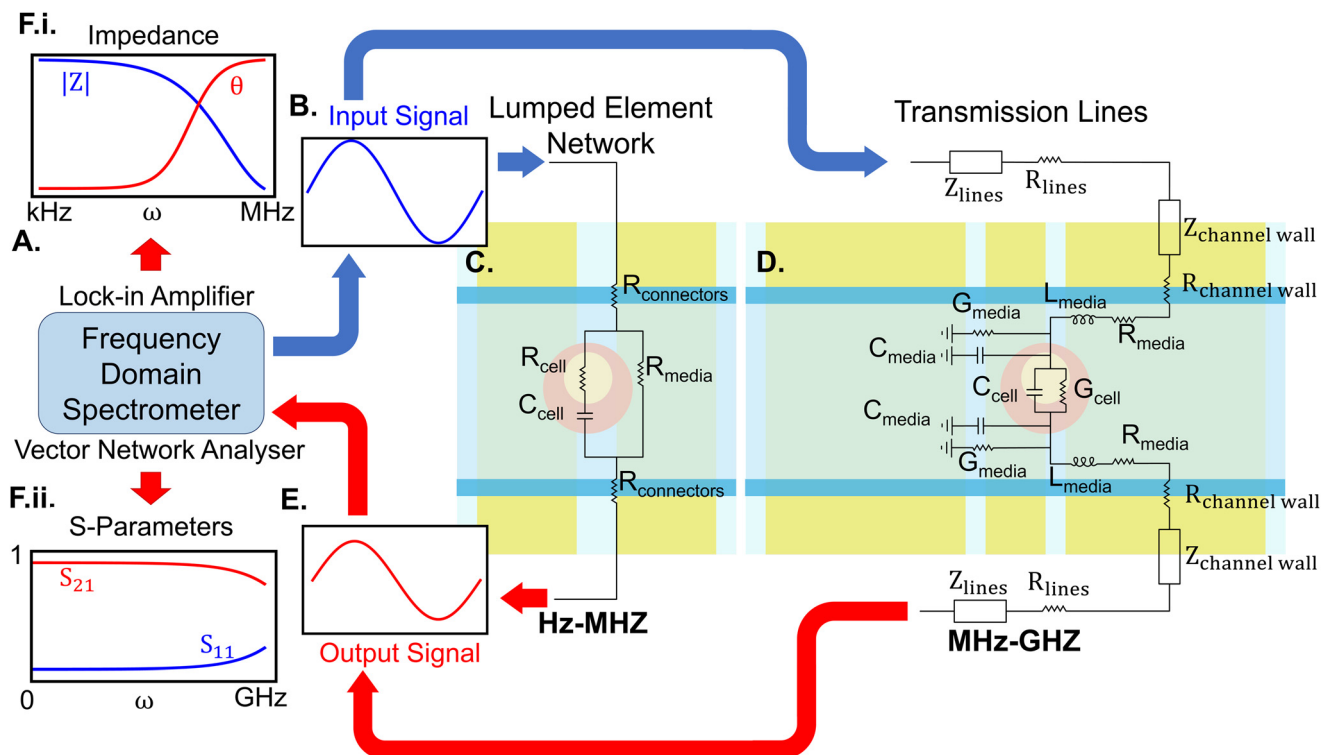 F.i.
Impedance
|Z|
θ
kHz
ω
MHz
A.
Lock-in Amplifier
Frequency
Domain
Spectrometer
Vector Network Analyser
F.ii.
S-Parameters
1
S21
S11
0
ω
GHz
B.
Input Signal
E.
Output Signal
Lumped Element
Network
C.
Rconnectors
Rcell
Rmedia
Ccell
Rconnectors
Hz-MHZ
Transmission Lines
Zlines
Rlines
Zchannel wall
D.
Rchannel wall
Lmedia
Gmedia
Rmedia
Cmedia
Ccell
Gcell
Cmedia
Rmedia
Gmedia
Lmedia
Rchannel wall
Zchannel wall
Zlines
Rlines
MHz-GHZ